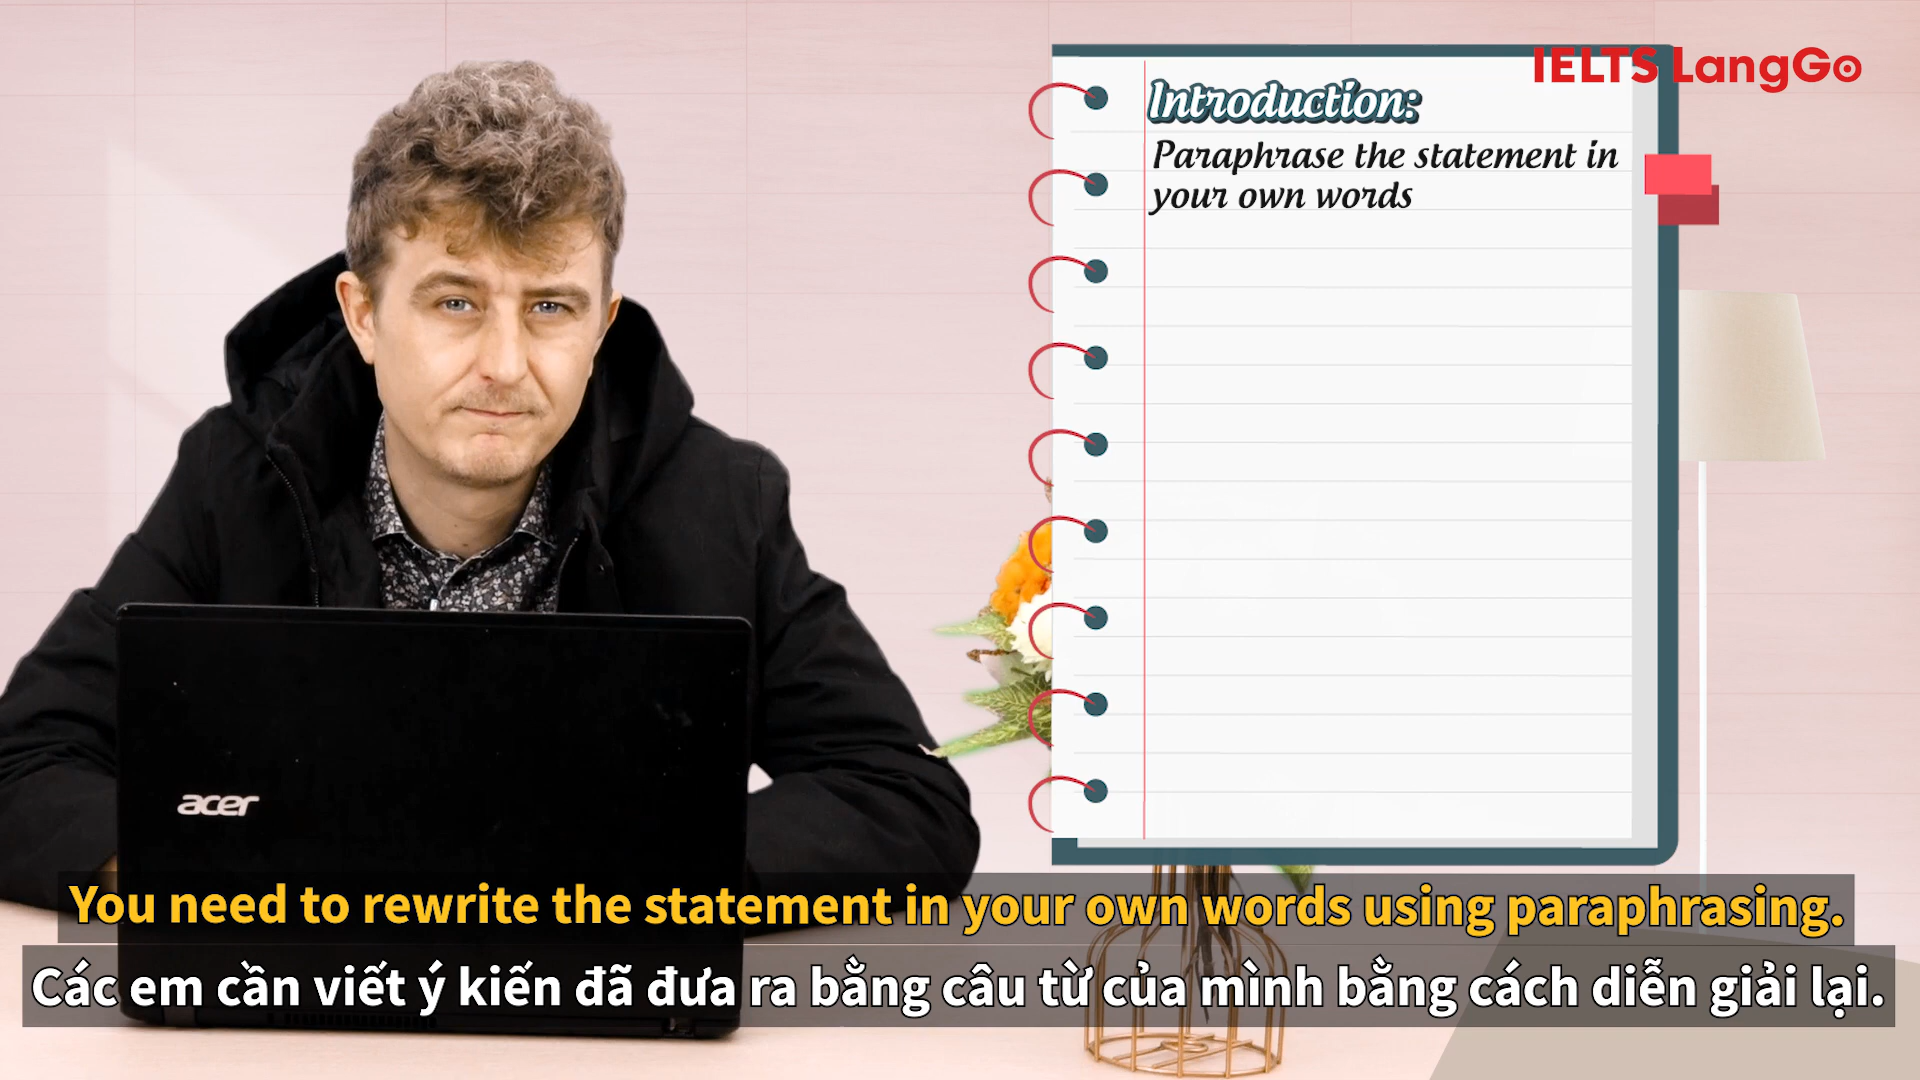 IELTS LangGo
Introduction:
Paraphrase the statement in
your own words
acer
You need to rewrite the statement in your own words using paraphrasing.
Các em cần viết ý kiến đã đưa ra bằng câu từ của mình bằng cách diễn giải lại.